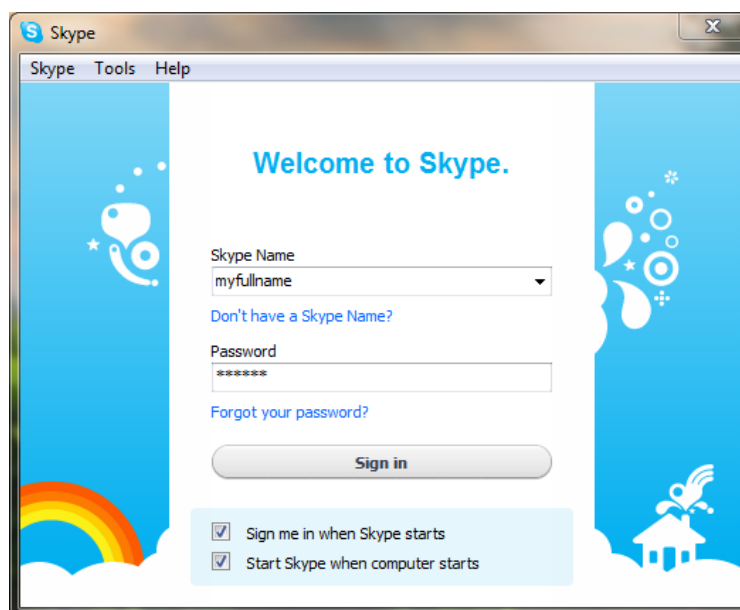 Skype
Skype Tools Help
Welcome to Skype.
Skype Name
myfullname
Don't have a Skype Name?
Password
******
Forgot your password?
Sign in
Sign me in when Skype starts
Start Skype when computer starts